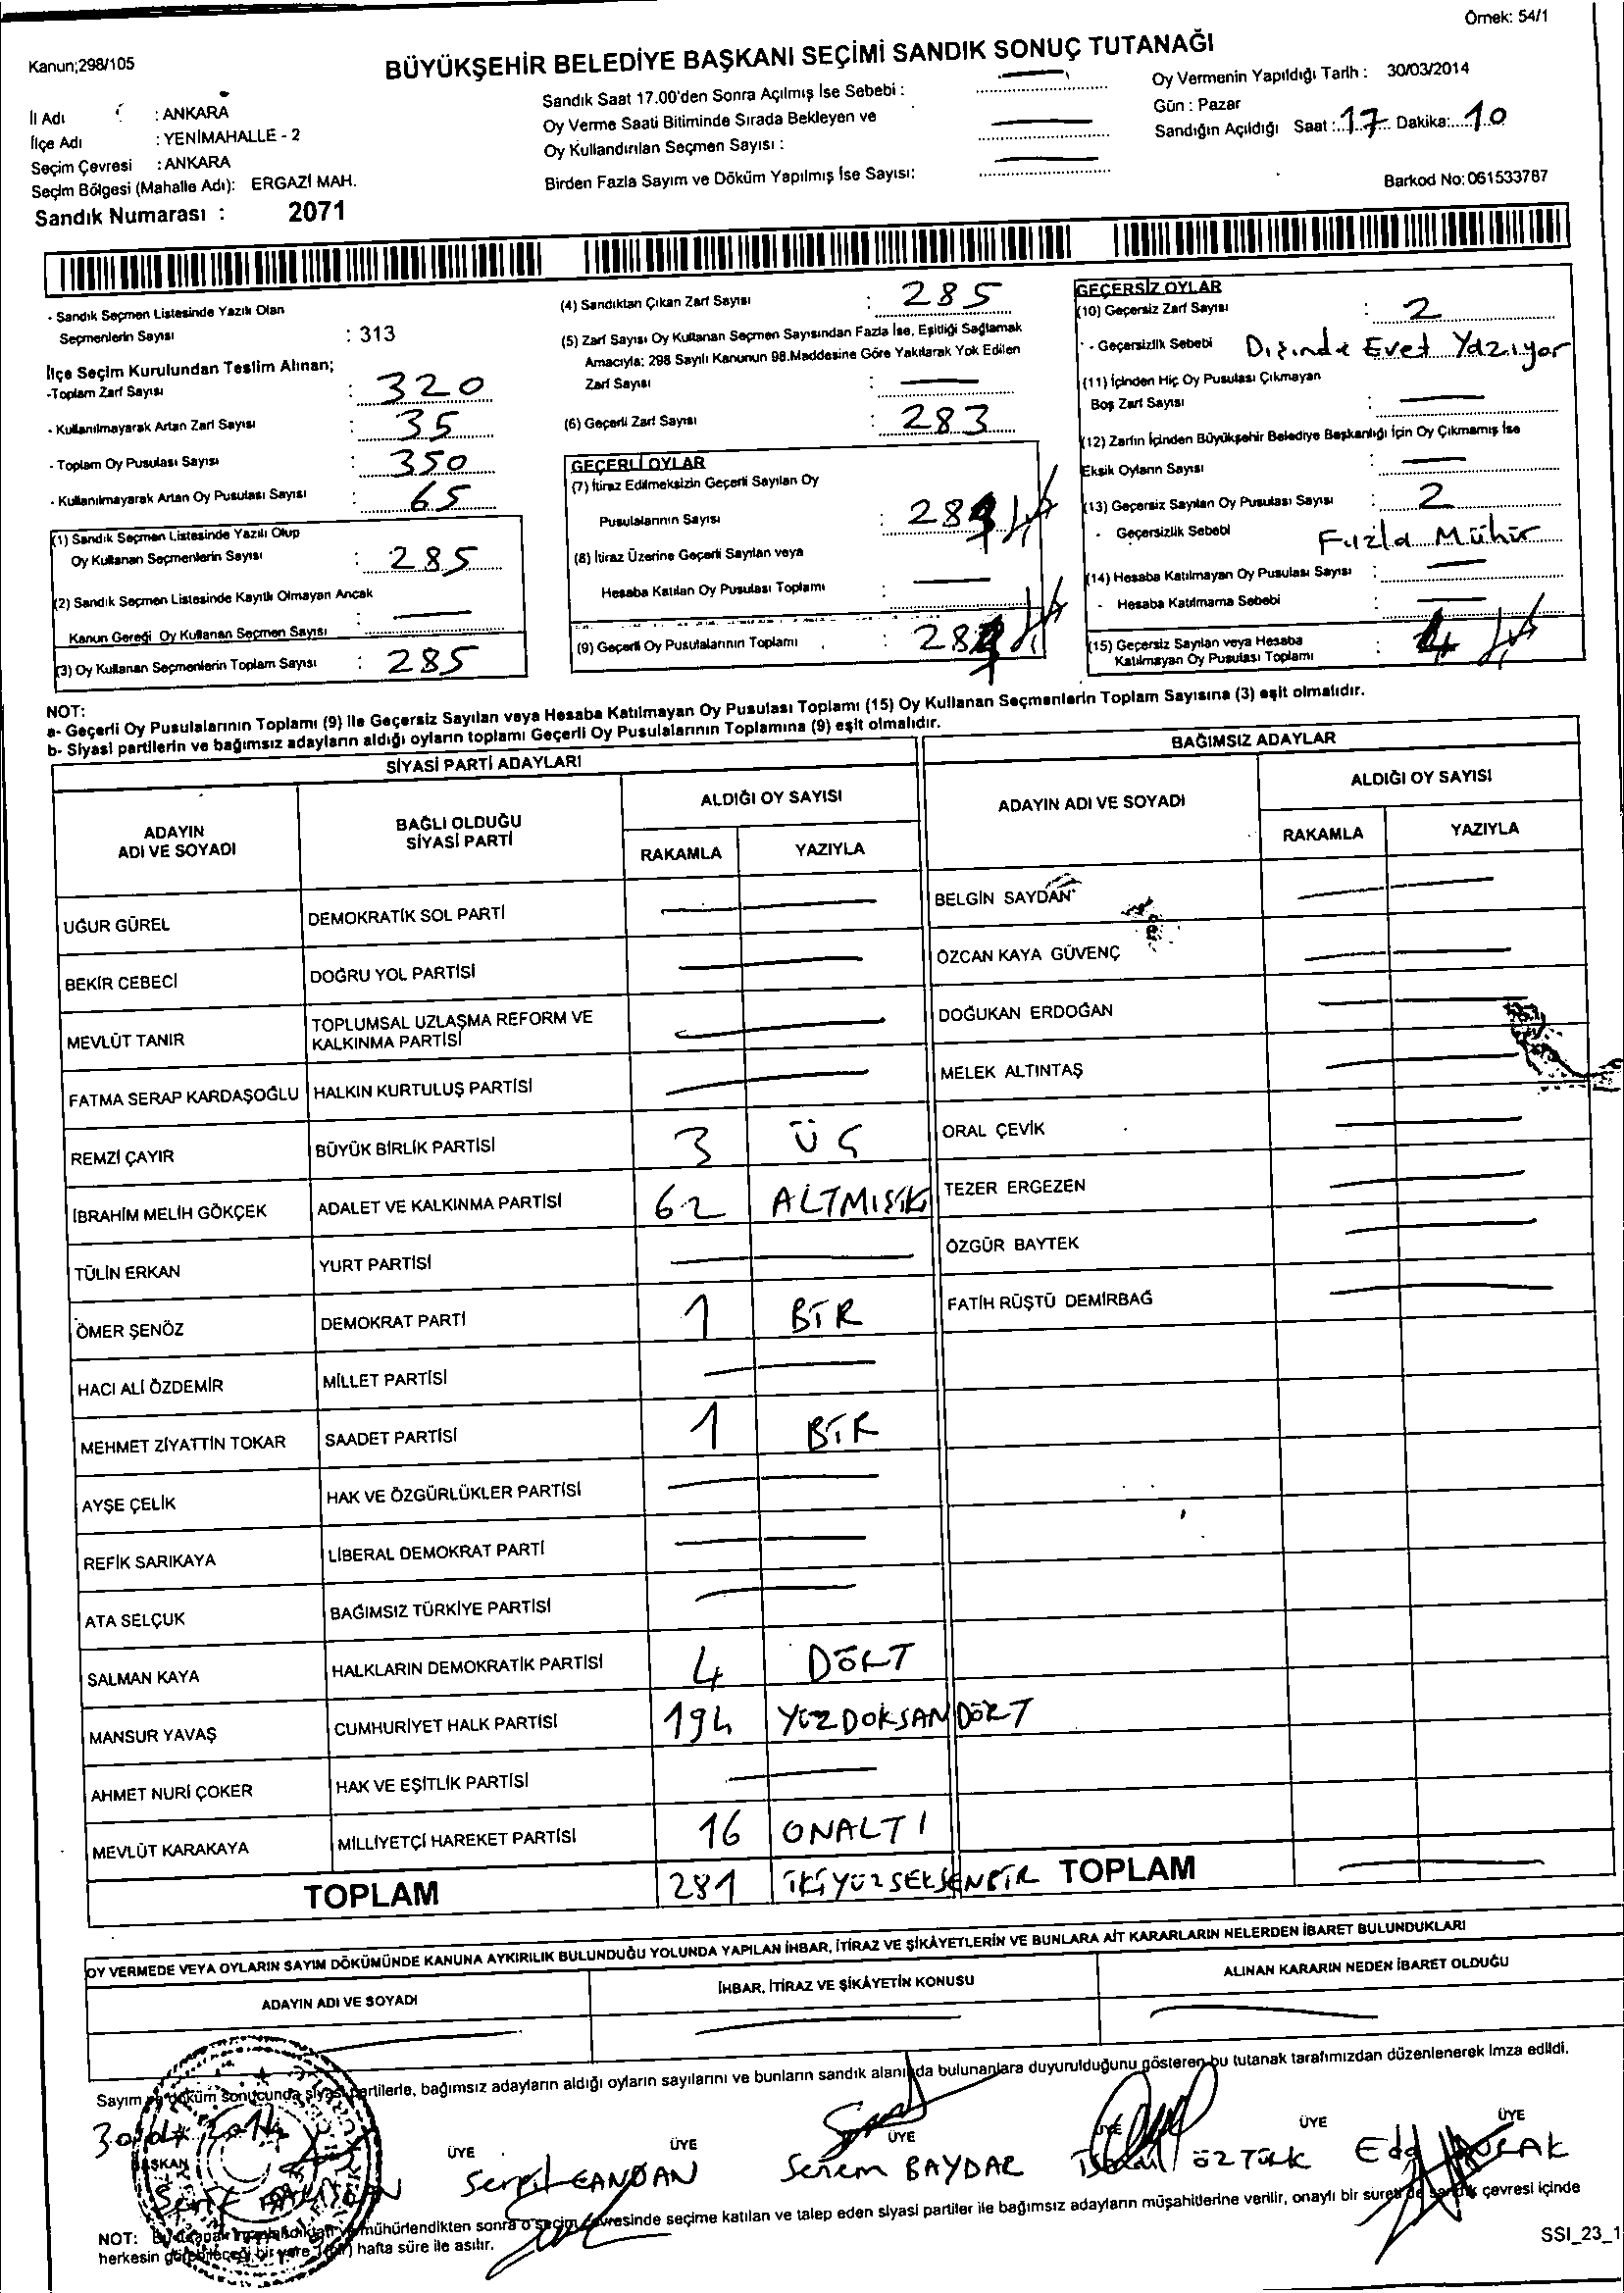 Örnek: 54/1
Kanun;298/105
BÜYÜKŞEHİR BELEDİYE BAŞKANI SEÇİMİ SANDIK SONUÇ TUTANAĞI
İl Adı : ANKARA
İlçe Adı : YENİMAHALLE - 2
Seçim Çevresi : ANKARA
Seçim Bölgesi (Mahalle Adı): ERGAZİ MAH.
Sandık Numarası : 2071
Sandık Saat 17.00'den Sonra Açılmış İse Sebebi :
Oy Verme Saati Bitiminde Sırada Bekleyen ve
Oy Kullandırılan Seçmen Sayısı :
Birden Fazla Sayım ve Döküm Yapılmış İse Sayısı:
Oy Vermenin Yapıldığı Tarih : 30/03/2014
Gün : Pazar
Sandığın Açıldığı Saat : 17 Dakika: 10
Barkod No: 061533787
- Sandık Seçmen Listesinde Yazılı Olan
Seçmenlerin Sayısı : 313
İlçe Seçim Kurulundan Teslim Alınan;
-Toplam Zarf Sayısı : 320
- Kullanılmayarak Artan Zarf Sayısı : 35
- Toplam Oy Pusulası Sayısı : 350
- Kullanılmayarak Artan Oy Pusulası Sayısı : 65
(1) Sandık Seçmen Listesinde Yazılı Olup
Oy Kullanan Seçmenlerin Sayısı : 285
(2) Sandık Seçmen Listesinde Kayıtlı Olmayan Ancak
Kanun Gereği Oy Kullanan Seçmen Sayısı :
(3) Oy Kullanan Seçmenlerin Toplam Sayısı : 285
(4) Sandıktan Çıkan Zarf Sayısı : 285
(5) Zarf Sayısı Oy Kullanan Seçmen Sayısından Fazla İse, Eşitliği Sağlamak
Amacıyla; 298 Sayılı Kanunun 98.Maddesine Göre Yakılarak Yok Edilen
Zarf Sayısı :
(6) Geçerli Zarf Sayısı : 283
GEÇERLİ OYLAR
(7) İtiraz Edilmeksizin Geçerli Sayılan Oy
Pusulalarının Sayısı :
(8) İtiraz Üzerine Geçerli Sayılan veya
Hesaba Katılan Oy Pusulası Toplamı :
(9) Geçerli Oy Pusulalarının Toplamı :
GEÇERSİZ OYLAR
(10) Geçersiz Zarf Sayısı : 2
- Geçersizlik Sebebi Dışında Evet Yazıyor
(11) İçinden Hiç Oy Pusulası Çıkmayan
Boş Zarf Sayısı :
(12) Zarfın İçinden Büyükşehir Belediye Başkanlığı İçin Oy Çıkmamış İse
Eksik Oyların Sayısı :
(13) Geçersiz Sayılan Oy Pusulası Sayısı : 2
- Geçersizlik Sebebi Fazla Mühür
(14) Hesaba Katılmayan Oy Pusulası Sayısı :
- Hesaba Katılmama Sebebi :
(15) Geçersiz Sayılan veya Hesaba
Katılmayan Oy Pusulası Toplamı : 4
NOT:
a- Geçerli Oy Pusulalarının Toplamı (9) ile Geçersiz Sayılan veya Hesaba Katılmayan Oy Pusulası Toplamı (15) Oy Kullanan Seçmenlerin Toplam Sayısına (3) eşit olmalıdır.
b- Siyasi partilerin ve bağımsız adayların aldığı oyların toplamı Geçerli Oy Pusulalarının Toplamına (9) eşit olmalıdır.
SİYASİ PARTİ ADAYLARI
ADAYIN ADI VE SOYADI
BAĞLI OLDUĞU SİYASİ PARTİ
ALDIĞI OY SAYISI
RAKAMLA YAZIYLA
UĞUR GÜREL DEMOKRATİK SOL PARTİ
BEKİR CEBECİ DOĞRU YOL PARTİSİ
MEVLÜT TANIR TOPLUMSAL UZLAŞMA REFORM VE KALKINMA PARTİSİ
FATMA SERAP KARDAŞOĞLU HALKIN KURTULUŞ PARTİSİ
REMZİ ÇAYIR BÜYÜK BİRLİK PARTİSİ 3 ÜÇ
İBRAHİM MELİH GÖKÇEK ADALET VE KALKINMA PARTİSİ 62
TÜLİN ERKAN YURT PARTİSİ
ÖMER ŞENÖZ DEMOKRAT PARTİ 1 BİR
HACI ALİ ÖZDEMİR MİLLET PARTİSİ
MEHMET ZİYATTİN TOKAR SAADET PARTİSİ 1 BİR
AYŞE ÇELİK HAK VE ÖZGÜRLÜKLER PARTİSİ
REFİK SARIKAYA LİBERAL DEMOKRAT PARTİ
ATA SELÇUK BAĞIMSIZ TÜRKİYE PARTİSİ
SALMAN KAYA HALKLARIN DEMOKRATİK PARTİSİ 4 DÖRT
MANSUR YAVAŞ CUMHURİYET HALK PARTİSİ 194 YÜZDOKSANDÖRT
AHMET NURİ ÇOKER HAK VE EŞİTLİK PARTİSİ
MEVLÜT KARAKAYA MİLLİYETÇİ HAREKET PARTİSİ 16 ONALTI
TOPLAM 281 İKİYÜZSEKSENBİR
BAĞIMSIZ ADAYLAR
ADAYIN ADI VE SOYADI
ALDIĞI OY SAYISI
RAKAMLA YAZIYLA
BELGİN SAYDAN
ÖZCAN KAYA GÜVENÇ
DOĞUKAN ERDOĞAN
MELEK ALTINTAŞ
ORAL ÇEVİK
TEZER ERGEZEN
ÖZGÜR BAYTEK
FATİH RÜŞTÜ DEMİRBAĞ
TOPLAM
OY VERMEDE VEYA OYLARIN SAYIM DÖKÜMÜNDE KANUNA AYKIRILIK BULUNDUĞU YOLUNDA YAPILAN İHBAR, İTİRAZ VE ŞİKÂYETLERİN VE BUNLARA AİT KARARLARIN NELERDEN İBARET BULUNDUKLARI
ADAYIN ADI VE SOYADI İHBAR, İTİRAZ VE ŞİKÂYETİN KONUSU ALINAN KARARIN NEDEN İBARET OLDUĞU
Sayım ve döküm sonucunda siyasi partilerle, bağımsız adayların aldığı oyların sayılarını ve bunların sandık alanında bulunanlara duyurulduğunu gösteren bu tutanak tarafımızdan düzenlenerek imza edildi.
BAŞKAN ÜYE ÜYE ÜYE ÜYE ÜYE ÜYE
Senem BAYDAR ÖZTÜRK
NOT: Bu tutanak imzalandıktan ve mühürlendikten sonra o seçim çevresinde seçime katılan ve talep eden siyasi partiler ile bağımsız adayların müşahitlerine verilir, onaylı bir sureti de sandık çevresi içinde
herkesin görebileceği bir yere 1 (bir) hafta süre ile asılır.
SSI_23_1